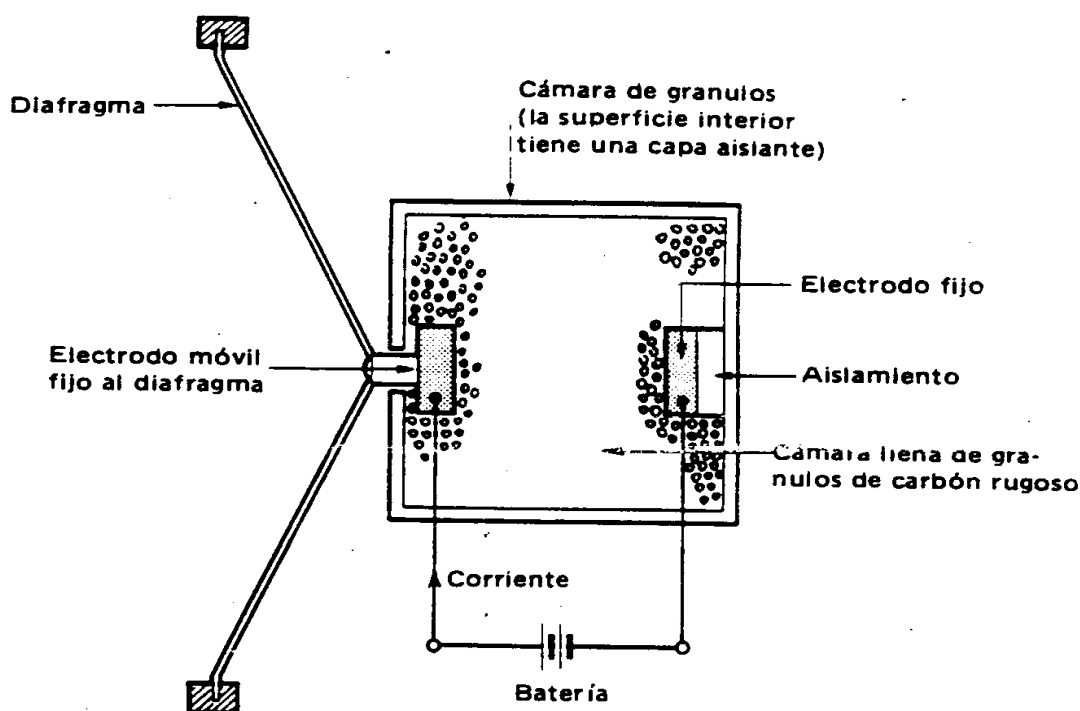 Diafragma
Cámara de granulos
(la superficie interior
tiene una capa aislante)
Electrodo fijo
Electrodo móvil
fijo al diafragma
Aislamiento
Cámara llena de gra-
nulos de carbón rugoso
Corriente
Batería